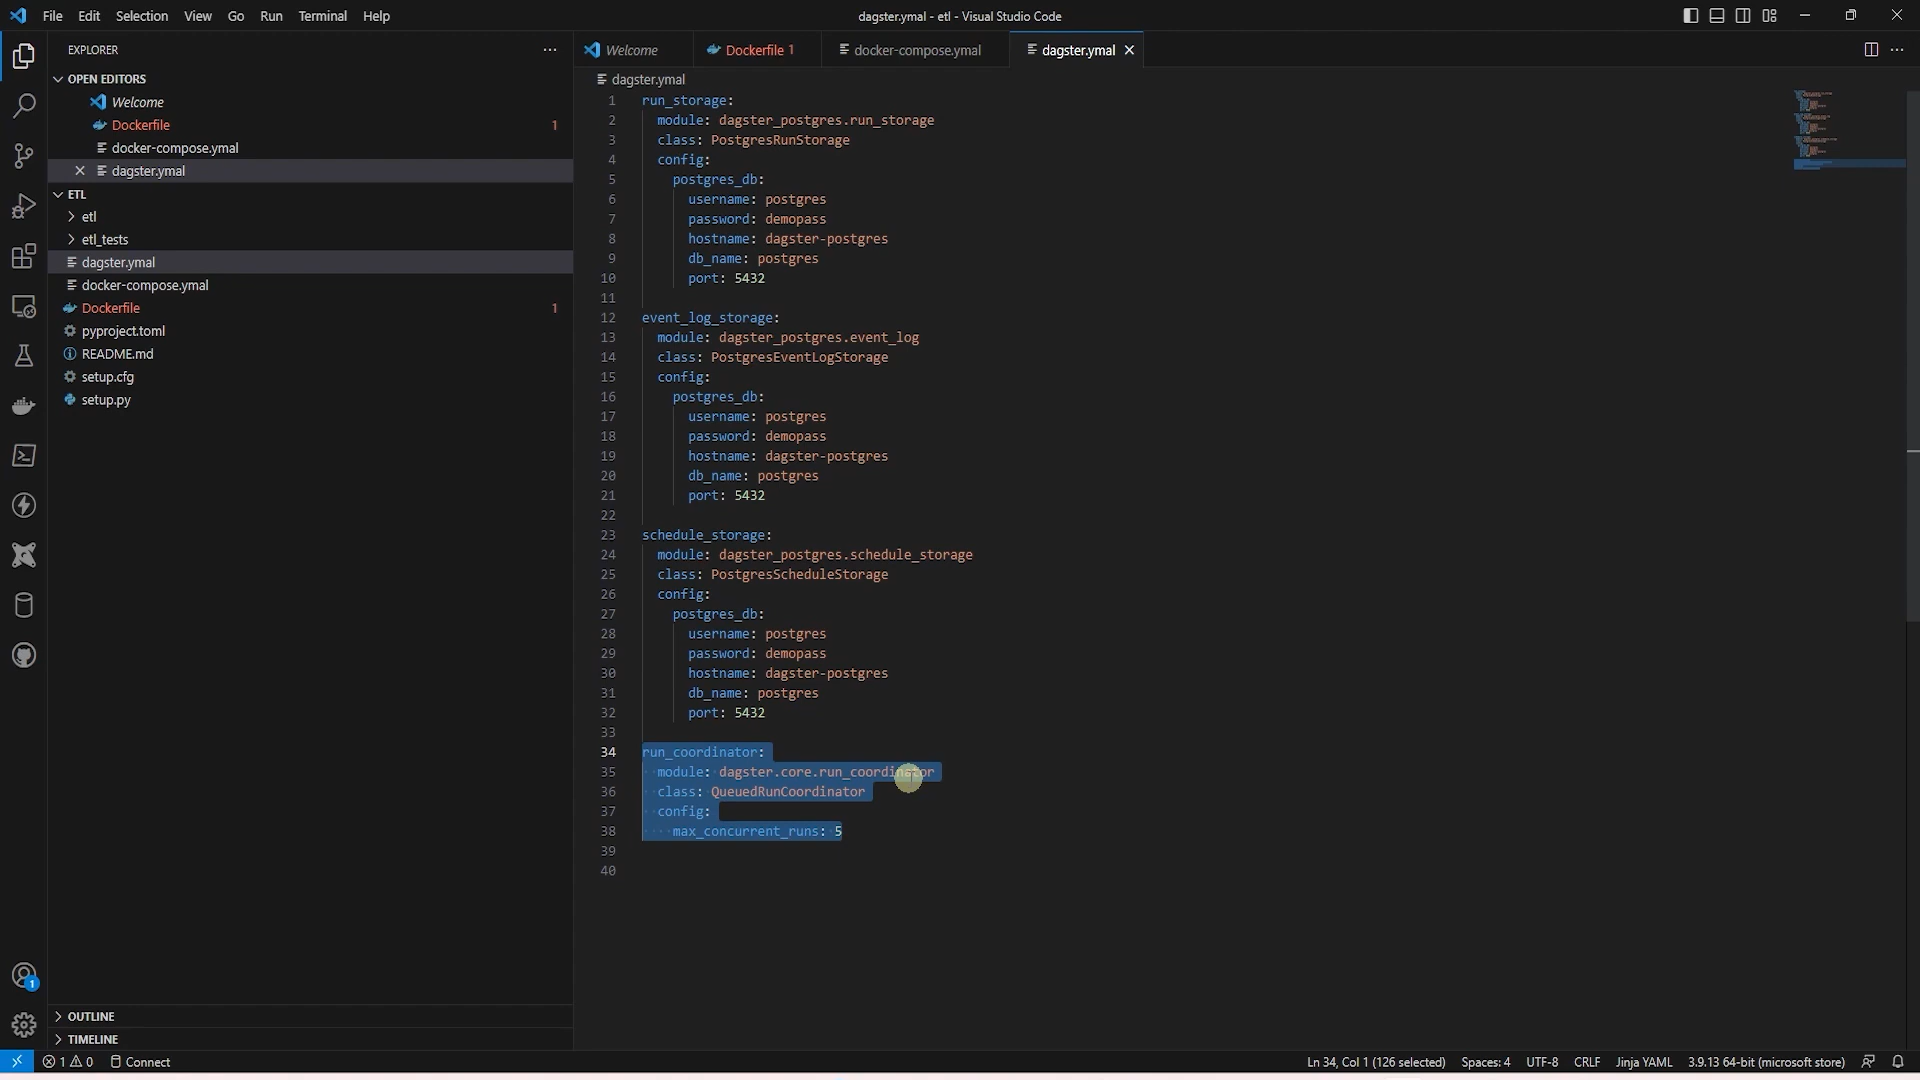 File Edit Selection View Go Run Terminal Help
dagster.ymal - etl - Visual Studio Code
EXPLORER
OPEN EDITORS
Welcome
Dockerfile 1
docker-compose.ymal
dagster.ymal
ETL
etl
etl_tests
dagster.ymal
docker-compose.ymal
Dockerfile 1
pyproject.toml
README.md
setup.cfg
setup.py
OUTLINE
TIMELINE
1
Welcome Dockerfile 1 docker-compose.ymal dagster.ymal
dagster.ymal
1 run_storage:
2 module: dagster_postgres.run_storage
3 class: PostgresRunStorage
4 config:
5 postgres_db:
6 username: postgres
7 password: demopass
8 hostname: dagster-postgres
9 db_name: postgres
10 port: 5432
11
12 event_log_storage:
13 module: dagster_postgres.event_log
14 class: PostgresEventLogStorage
15 config:
16 postgres_db:
17 username: postgres
18 password: demopass
19 hostname: dagster-postgres
20 db_name: postgres
21 port: 5432
22
23 schedule_storage:
24 module: dagster_postgres.schedule_storage
25 class: PostgresScheduleStorage
26 config:
27 postgres_db:
28 username: postgres
29 password: demopass
30 hostname: dagster-postgres
31 db_name: postgres
32 port: 5432
33
34 run_coordinator:
35 module: dagster.core.run_coordinator
36 class: QueuedRunCoordinator
37 config:
38 max_concurrent_runs: 5
39
40
1 0 Connect
Ln 34, Col 1 (126 selected) Spaces: 4 UTF-8 CRLF Jinja YAML 3.9.13 64-bit (microsoft store)